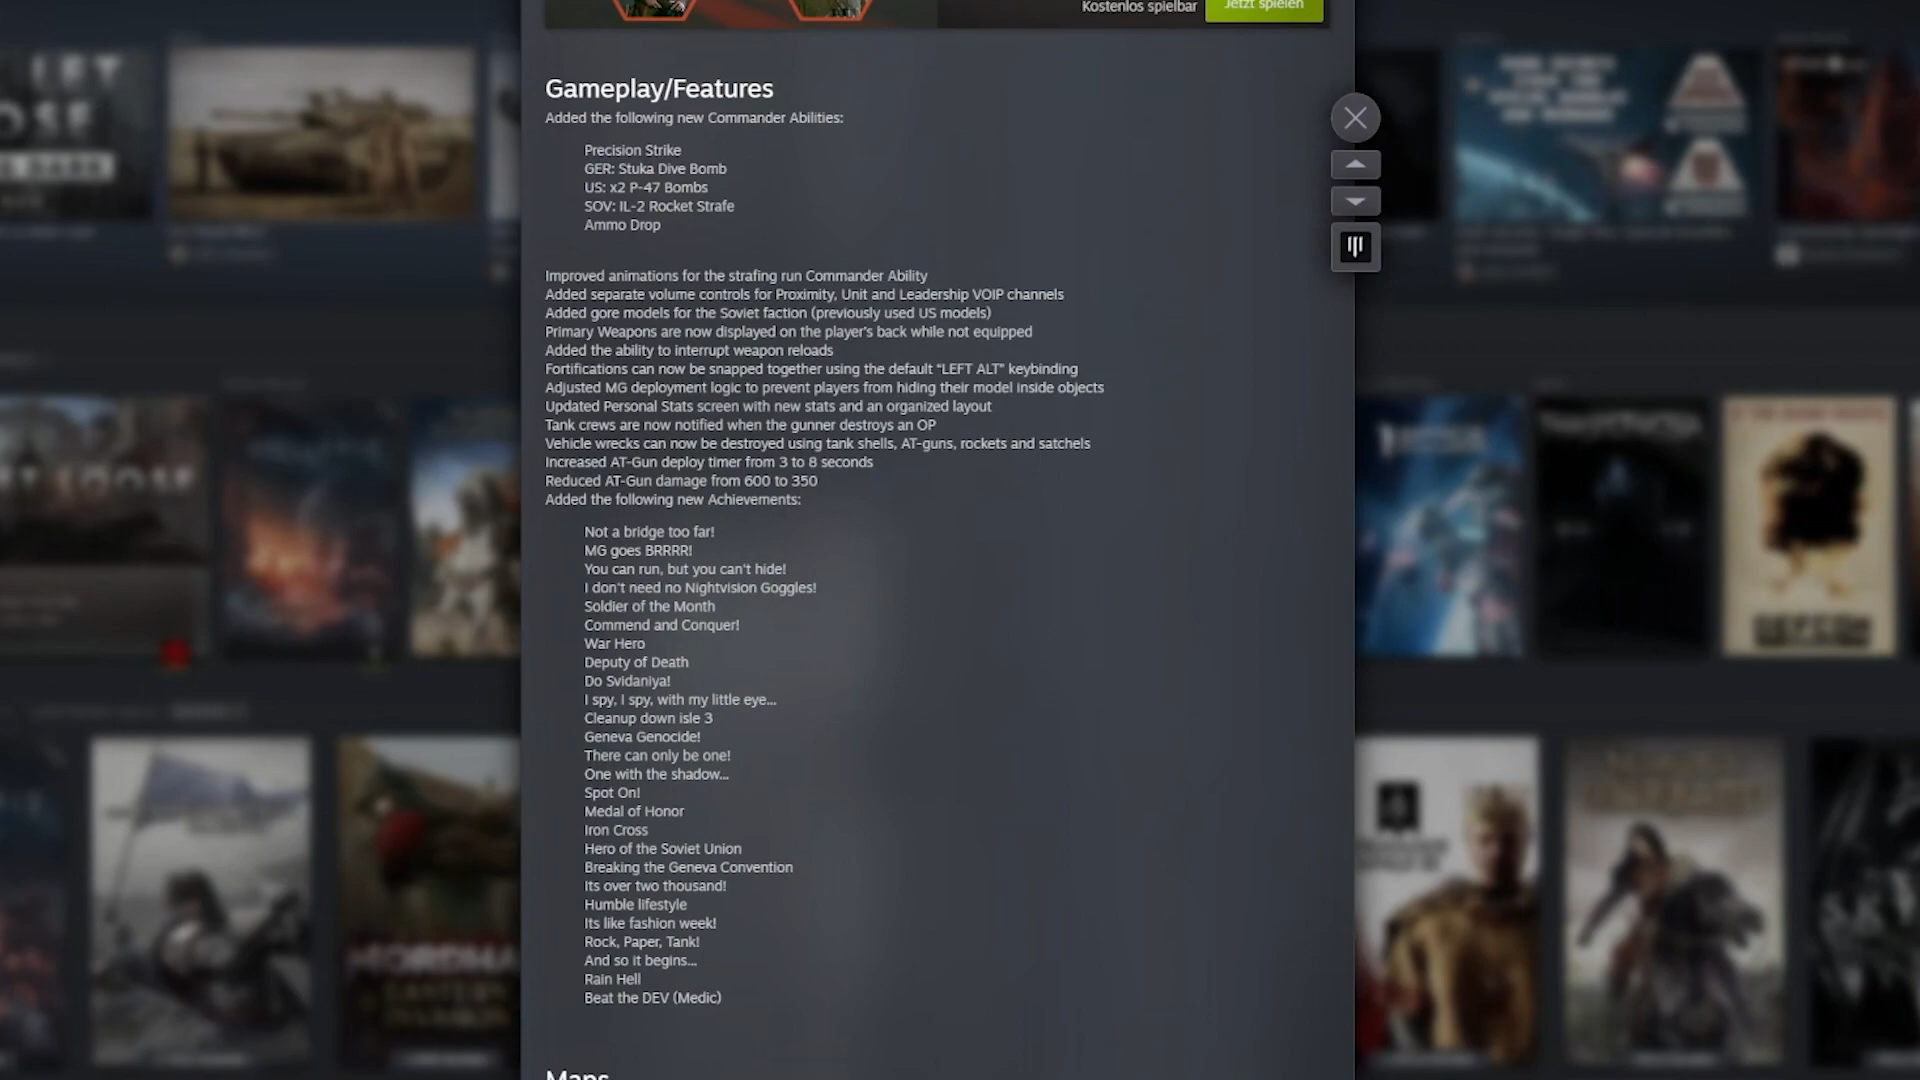 Kostenlos spielbar
Jetzt spielen
Gameplay/Features
Added the following new Commander Abilities:
Precision Strike
GER: Stuka Dive Bomb
US: x2 P-47 Bombs
SOV: IL-2 Rocket Strafe
Ammo Drop
Improved animations for the strafing run Commander Ability
Added separate volume controls for Proximity, Unit and Leadership VOIP channels
Added gore models for the Soviet faction (previously used US models)
Primary Weapons are now displayed on the player's back while not equipped
Added the ability to interrupt weapon reloads
Fortifications can now be snapped together using the default "LEFT ALT" keybinding
Adjusted MG deployment logic to prevent players from hiding their model inside objects
Updated Personal Stats screen with new stats and an organized layout
Tank crews are now notified when the gunner destroys an OP
Vehicle wrecks can now be destroyed using tank shells, AT-guns, rockets and satchels
Increased AT-Gun deploy timer from 3 to 8 seconds
Reduced AT-Gun damage from 600 to 350
Added the following new Achievements:
Not a bridge too far!
MG goes BRRRR!
You can run, but you can't hide!
I don't need no Nightvision Goggles!
Soldier of the Month
Commend and Conquer!
War Hero
Deputy of Death
Do Svidaniya!
I spy, I spy, with my little eye...
Cleanup down isle 3
Geneva Genocide!
There can only be one!
One with the shadow...
Spot On!
Medal of Honor
Iron Cross
Hero of the Soviet Union
Breaking the Geneva Convention
Its over two thousand!
Humble lifestyle
Its like fashion week!
Rock, Paper, Tank!
And so it begins...
Rain Hell
Beat the DEV (Medic)
Maps